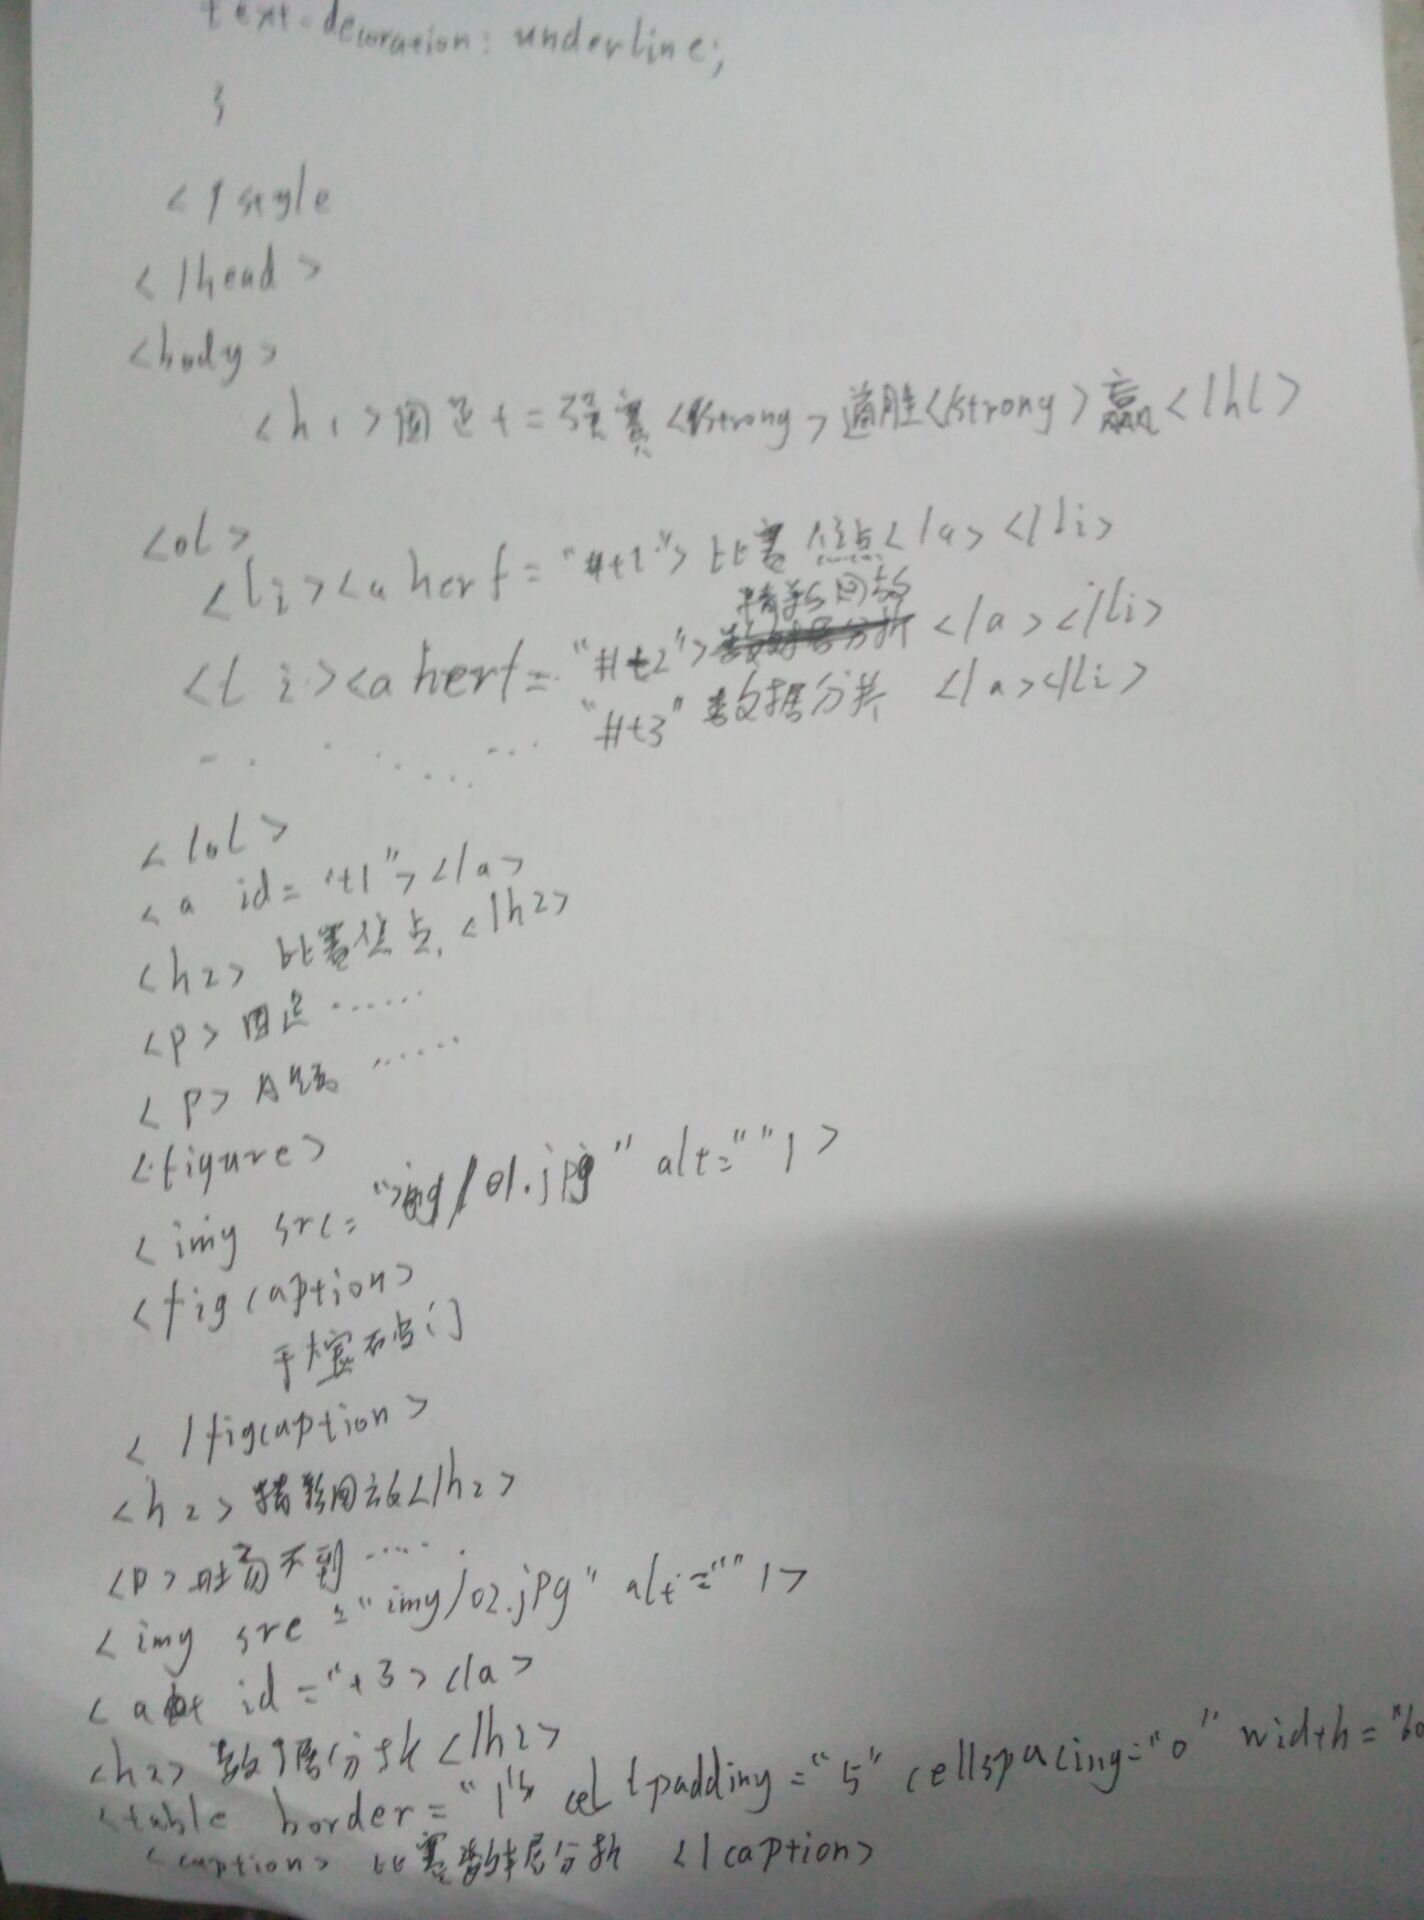 text-decoration: underline;
}
</style
</head>
<body>
<h1>国足十二强赛<strong>逼胜<strong>赢</h1>
<ol>
<li><a herf="#t1">比赛焦点</a></li>
<li><a herf="#t2">精彩回放</a></li>
"#t3" 数据分析 </a></li>
</ol>
<a id="t1"></a>
<h2>比赛焦点</h2>
<p>国足……
<p>A组……
<figure>
<img src="img/01.jpg" alt=""/>
<figcaption>
于大宝破门
</figcaption>
<h2>精彩回放</h2>
<p>时不到……
<img src="img/02.jpg" alt=""/>
<a id="t3></a>
<h2>数据分析</h2>
<table border="1" cellpadding="5" cellspacing="0" width="60
<caption>比赛数据分析</caption>